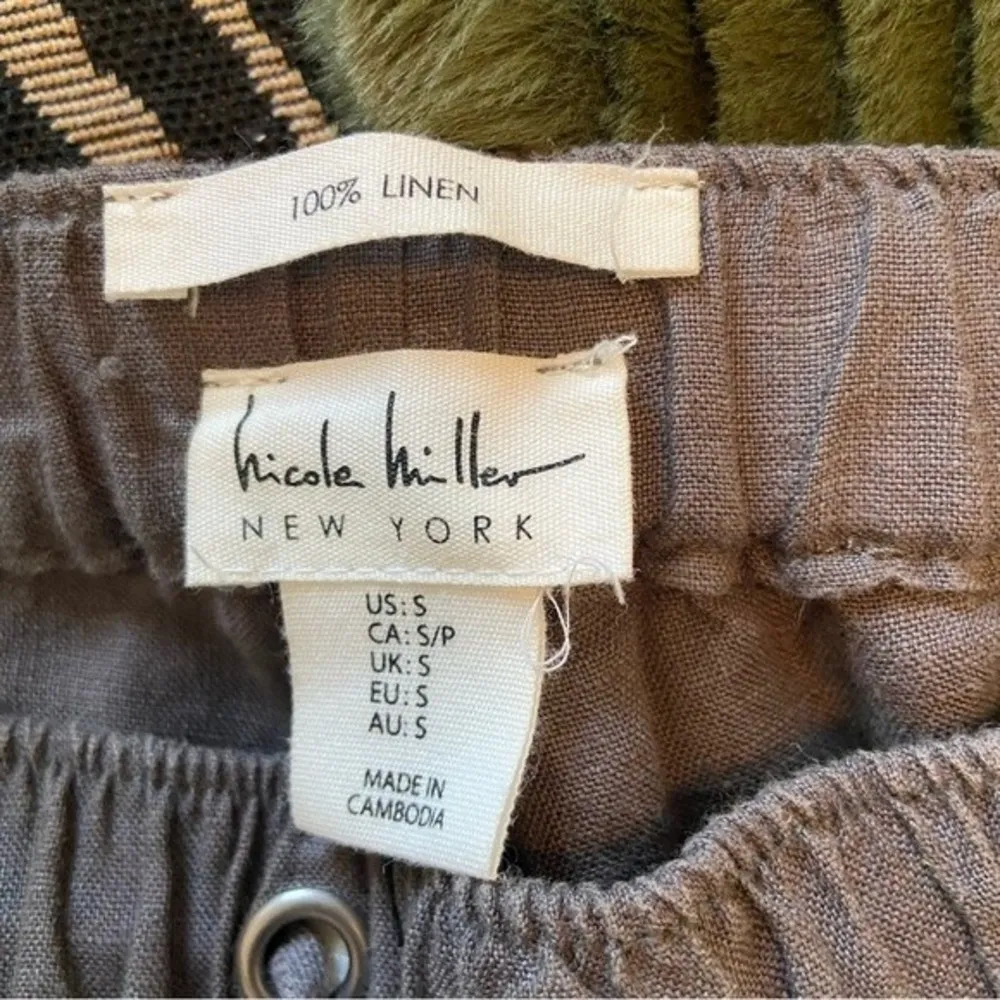 100% LINEN
Nicole Miller
NEW YORK
US: S
CA: S/P
UK: S
EU: S
AU: S
MADE IN
CAMBODIA